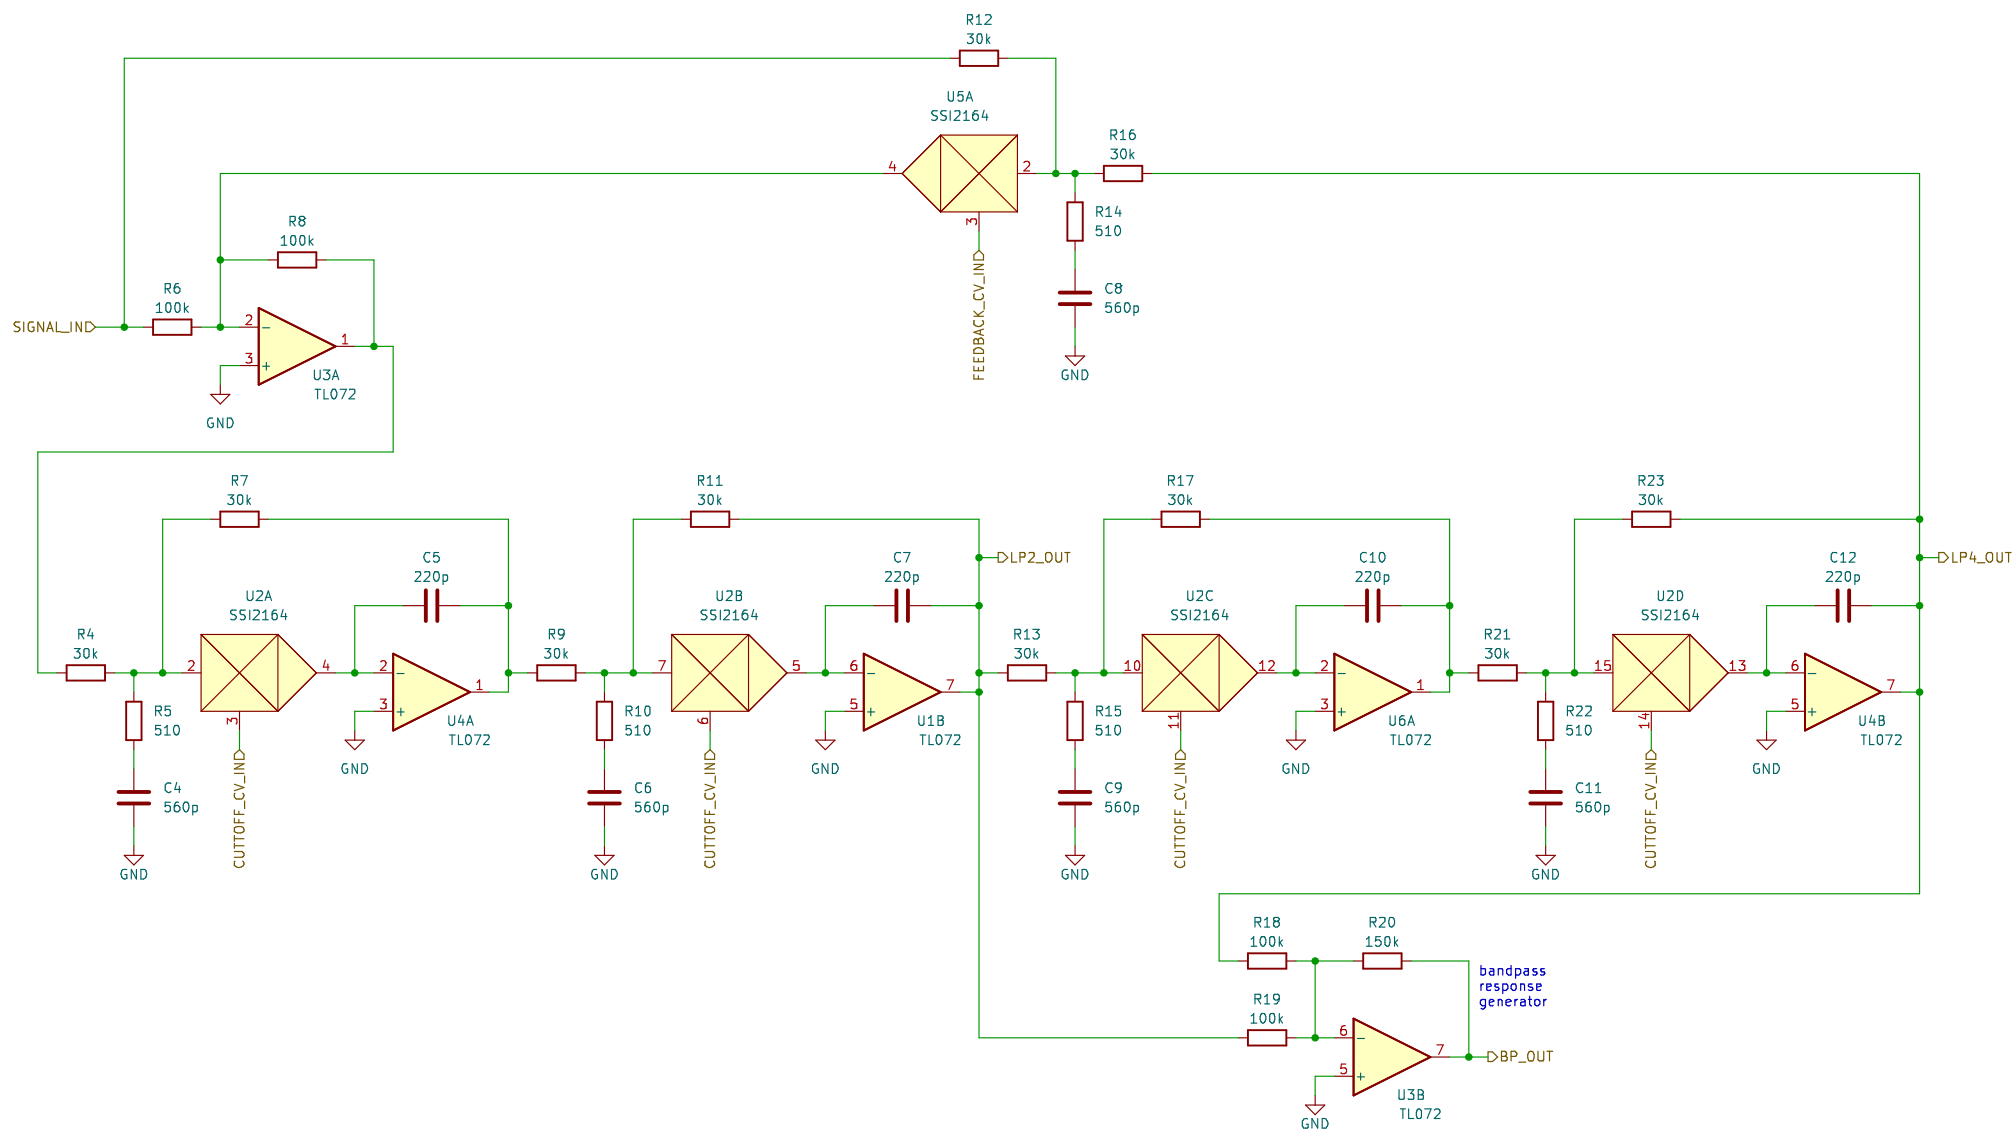 R12
30k
U5A
SSI2164
4
2
3
R16
30k
R14
510
FEEDBACK_CV_IN
C8
560p
GND
R8
100k
R6
100k
SIGNAL_IN
2
−
1
3
+
U3A
TL072
GND
R7
30k
R11
30k
R17
30k
R23
30k
C5
220p
C7
220p
LP2_OUT
C10
220p
C12
220p
LP4_OUT
U2A
SSI2164
U2B
SSI2164
U2C
SSI2164
U2D
SSI2164
R4
30k
2
4
3
2
−
1
3
+
R9
30k
7
5
6
6
−
7
5
+
R13
30k
10
12
11
2
−
1
3
+
R21
30k
15
13
14
6
−
7
5
+
R5
510
U4A
TL072
R10
510
U1B
TL072
R15
510
U6A
TL072
R22
510
U4B
TL072
C4
560p
CUTTOFF_CV_IN
GND
C6
560p
CUTTOFF_CV_IN
GND
C9
560p
CUTTOFF_CV_IN
GND
C11
560p
CUTTOFF_CV_IN
GND
GND
GND
GND
GND
R18
100k
R20
150k
bandpass
response
generator
R19
100k
6
−
7
5
+
BP_OUT
U3B
TL072
GND